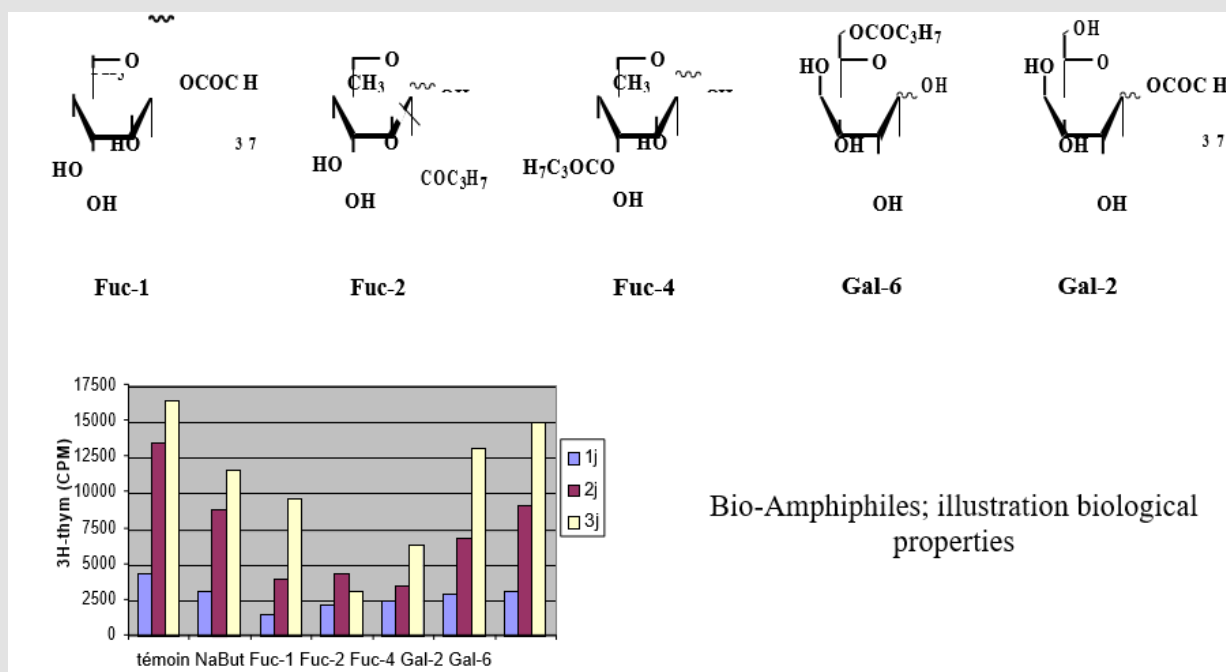 O
OCOC H
HO
3 7
HO
OH
Fuc-1
O
CH3
O
HO
COC3H7
OH
Fuc-2
O
CH3
HO
H7C3OCO
OH
Fuc-4
OCOC3H7
HO
O
OH
OH
OH
Gal-6
OH
HO
O
OCOCH
OH
3 7
OH
Gal-2
17500
15000
12500
10000
7500
5000
2500
0
3H-thym (CPM)
témoin NaBut Fuc-1 Fuc-2 Fuc-4 Gal-2 Gal-6
1j
2j
3j
Bio-Amphiphiles; illustration biological
properties